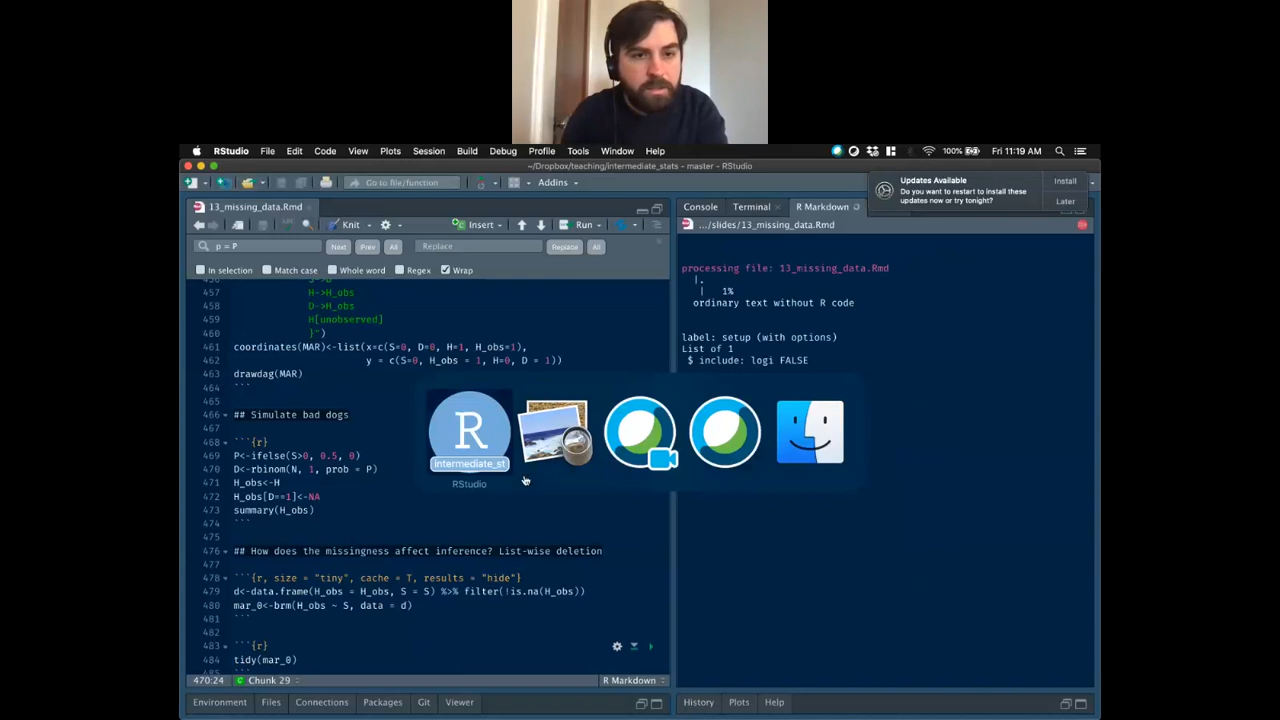 RStudio File Edit Code View Plots Session Build Debug Profile Tools Window Help 100% Fri 11:19 AM
~/Dropbox/teaching/intermediate_stats - master - RStudio
Go to file/function Addins
Updates Available
Do you want to restart to install these
updates now or try tonight?
Install
Later
13_missing_data.Rmd
Console Terminal R Markdown
Knit Insert Run
.../slides/13_missing_data.Rmd
p = P Next Prev All Replace Replace All
In selection Match case Whole word Regex Wrap
457 H->H_obs
458 D->H_obs
459 H[unobserved]
460 }")
461 coordinates(MAR)<-list(x=c(S=0, D=0, H=1, H_obs=1),
462 y = c(S=0, H_obs = 1, H=0, D = 1))
463 drawdag(MAR)
464 ```
465
466 ## Simulate bad dogs
467
468 ```{r}
469 P<-ifelse(S>0, 0.5, 0)
470 D<-rbinom(N, 1, prob = P)
471 H_obs<-H
472 H_obs[D==1]<-NA
473 summary(H_obs)
474 ```
475
476 ## How does the missingness affect inference? List-wise deletion
477
478 ```{r, size = "tiny", cache = T, results = "hide"}
479 d<-data.frame(H_obs = H_obs, S = S) %>% filter(!is.na(H_obs))
480 mar_0<-brm(H_obs ~ S, data = d)
481 ```
482
483 ```{r}
484 tidy(mar_0)
470:24 Chunk 29 R Markdown
processing file: 13_missing_data.Rmd
|.
| 1%
ordinary text without R code
label: setup (with options)
List of 1
$ include: logi FALSE
R
intermediate_st
RStudio
Environment Files Connections Packages Git Viewer
History Plots Help